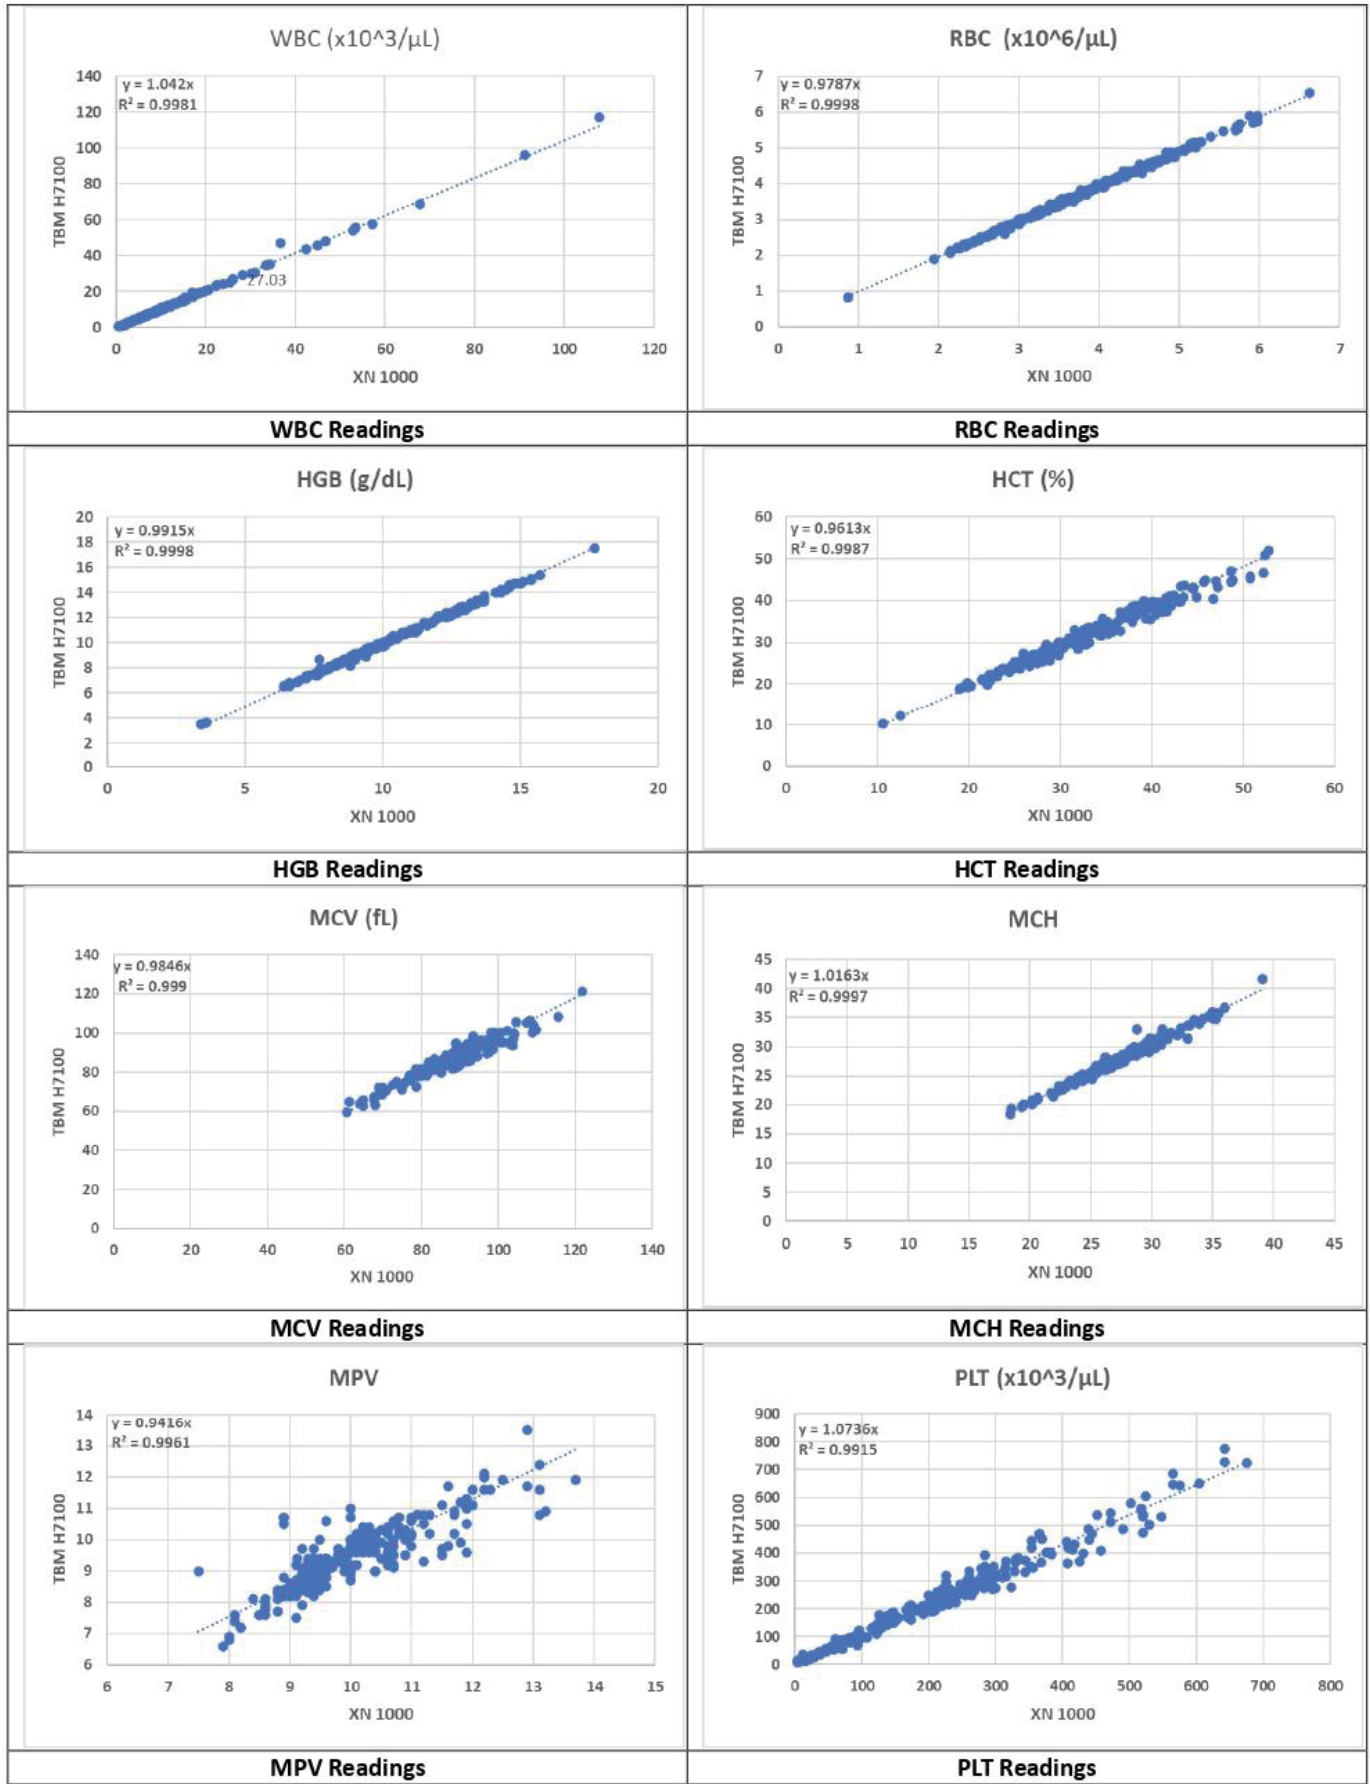 WBC (x10^3/µL)
y = 1.042x
R² = 0.9981
140
120
100
80
60
40
20
0
27.03
0 20 40 60 80 100 120
TBM H7100
XN 1000
WBC Readings
RBC (x10^6/µL)
y = 0.9787x
R² = 0.9998
7
6
5
4
3
2
1
0
0 1 2 3 4 5 6 7
TBM H7100
XN 1000
RBC Readings
HGB (g/dL)
y = 0.9915x
R² = 0.9998
20
18
16
14
12
10
8
6
4
2
0
0 5 10 15 20
TBM H7100
XN 1000
HGB Readings
HCT (%)
y = 0.9613x
R² = 0.9987
60
50
40
30
20
10
0
0 10 20 30 40 50 60
TBM H7100
XN 1000
HCT Readings
MCV (fL)
y = 0.9846x
R² = 0.999
140
120
100
80
60
40
20
0
0 20 40 60 80 100 120 140
TBM H7100
XN 1000
MCV Readings
MCH
y = 1.0163x
R² = 0.9997
45
40
35
30
25
20
15
10
5
0
0 5 10 15 20 25 30 35 40 45
TBM H7100
XN 1000
MCH Readings
MPV
y = 0.9416x
R² = 0.9961
14
13
12
11
10
9
8
7
6
6 7 8 9 10 11 12 13 14 15
TBM H7100
XN 1000
MPV Readings
PLT (x10^3/µL)
y = 1.0736x
R² = 0.9915
900
800
700
600
500
400
300
200
100
0
0 100 200 300 400 500 600 700 800
TBM H7100
XN 1000
PLT Readings